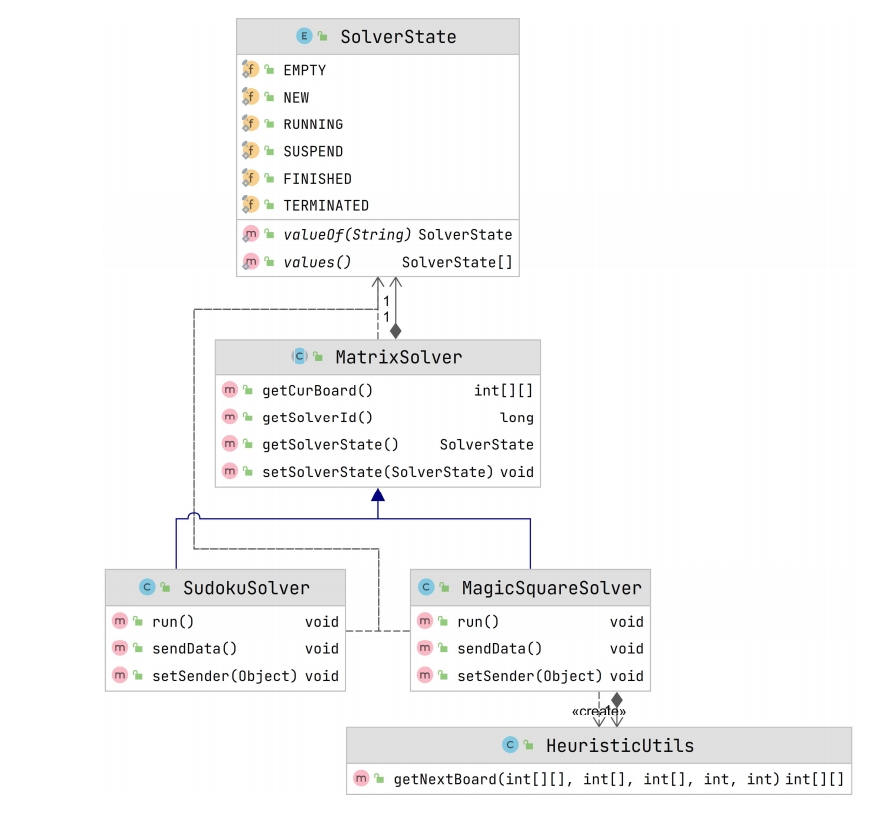 SolverState
EMPTY
NEW
RUNNING
SUSPEND
FINISHED
TERMINATED
valueOf(String) SolverState
values() SolverState[]
1
1
MatrixSolver
getCurBoard() int[][]
getSolverId() long
getSolverState() SolverState
setSolverState(SolverState) void
SudokuSolver
run() void
sendData() void
setSender(Object) void
MagicSquareSolver
run() void
sendData() void
setSender(Object) void
«create»
HeuristicUtils
getNextBoard(int[][], int[], int[], int, int) int[][]